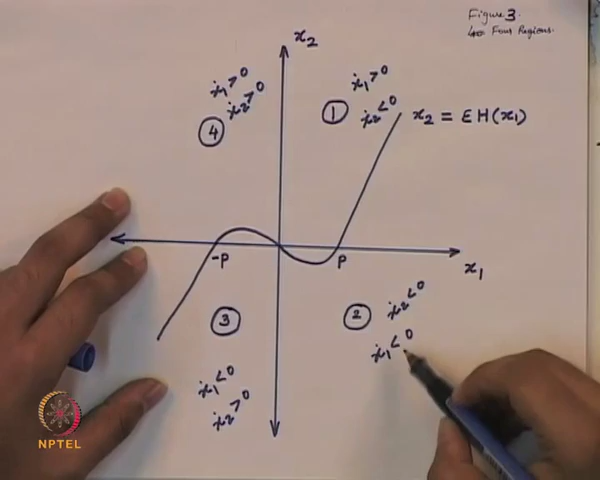 Figure 3.
Four Regions.
x₂
ẋ₁>0
ẋ₂>0
④
ẋ₁>0
ẋ₂<0
①
x₂ = ε H(x₁)
-P
P
x₁
③
ẋ₁<0
ẋ₂>0
②
ẋ₂<0
ẋ₁<0
NPTEL